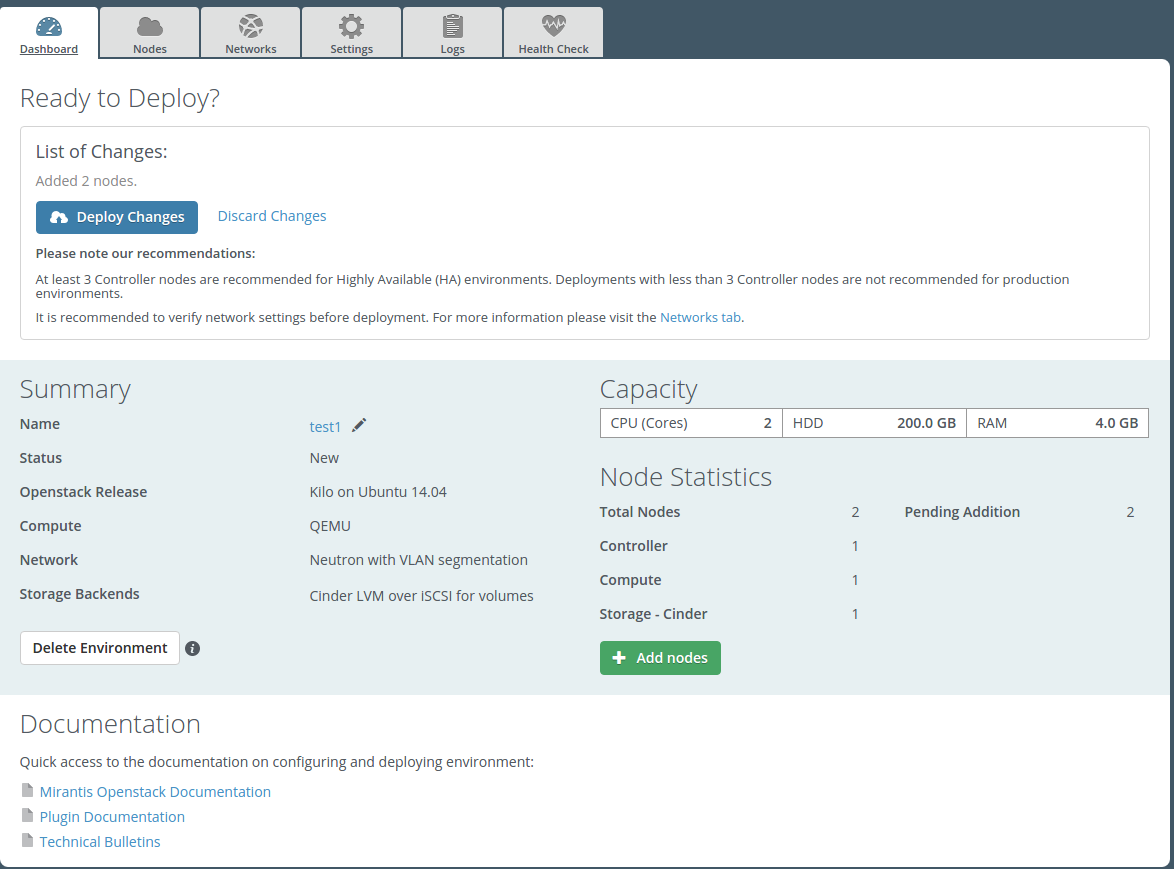 Dashboard Nodes Networks Settings Logs Health Check
Ready to Deploy?
List of Changes:
Added 2 nodes.
Deploy Changes Discard Changes
Please note our recommendations:
At least 3 Controller nodes are recommended for Highly Available (HA) environments. Deployments with less than 3 Controller nodes are not recommended for production
environments.
It is recommended to verify network settings before deployment. For more information please visit the Networks tab.
Summary
Name test1
Status New
Openstack Release Kilo on Ubuntu 14.04
Compute QEMU
Network Neutron with VLAN segmentation
Storage Backends Cinder LVM over iSCSI for volumes
Delete Environment
Capacity
CPU (Cores) 2 HDD 200.0 GB RAM 4.0 GB
Node Statistics
Total Nodes 2 Pending Addition 2
Controller 1
Compute 1
Storage - Cinder 1
Add nodes
Documentation
Quick access to the documentation on configuring and deploying environment:
Mirantis Openstack Documentation
Plugin Documentation
Technical Bulletins